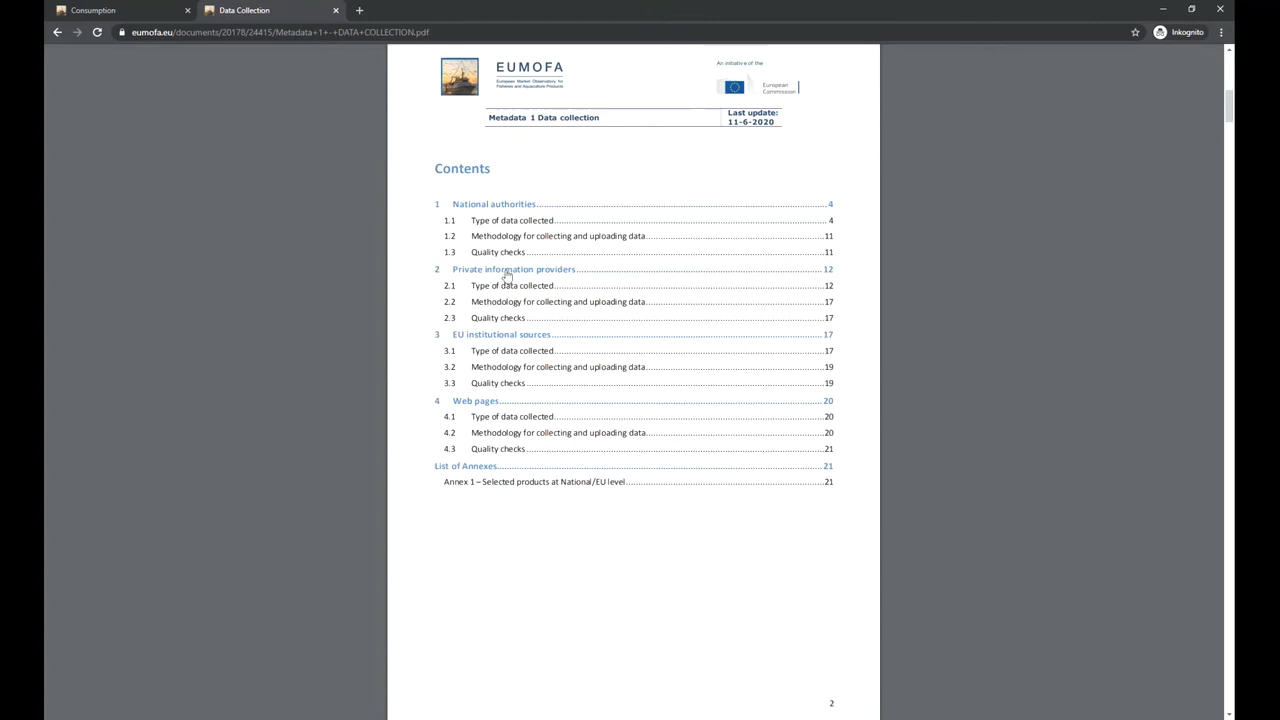 Consumption
Data Collection
eumofa.eu/documents/20178/24415/Metadata+1+-+DATA+COLLECTION.pdf
Inkognito
EUMOFA
European Market Observatory for
Fisheries and Aquaculture Products
An initiative of the
European
Commission
Metadata 1 Data collection
Last update:
11-6-2020
Contents
1 National authorities 4
1.1 Type of data collected 4
1.2 Methodology for collecting and uploading data 11
1.3 Quality checks 11
2 Private information providers 12
2.1 Type of data collected 12
2.2 Methodology for collecting and uploading data 17
2.3 Quality checks 17
3 EU institutional sources 17
3.1 Type of data collected 17
3.2 Methodology for collecting and uploading data 19
3.3 Quality checks 19
4 Web pages 20
4.1 Type of data collected 20
4.2 Methodology for collecting and uploading data 20
4.3 Quality checks 21
List of Annexes 21
Annex 1 – Selected products at National/EU level 21
2